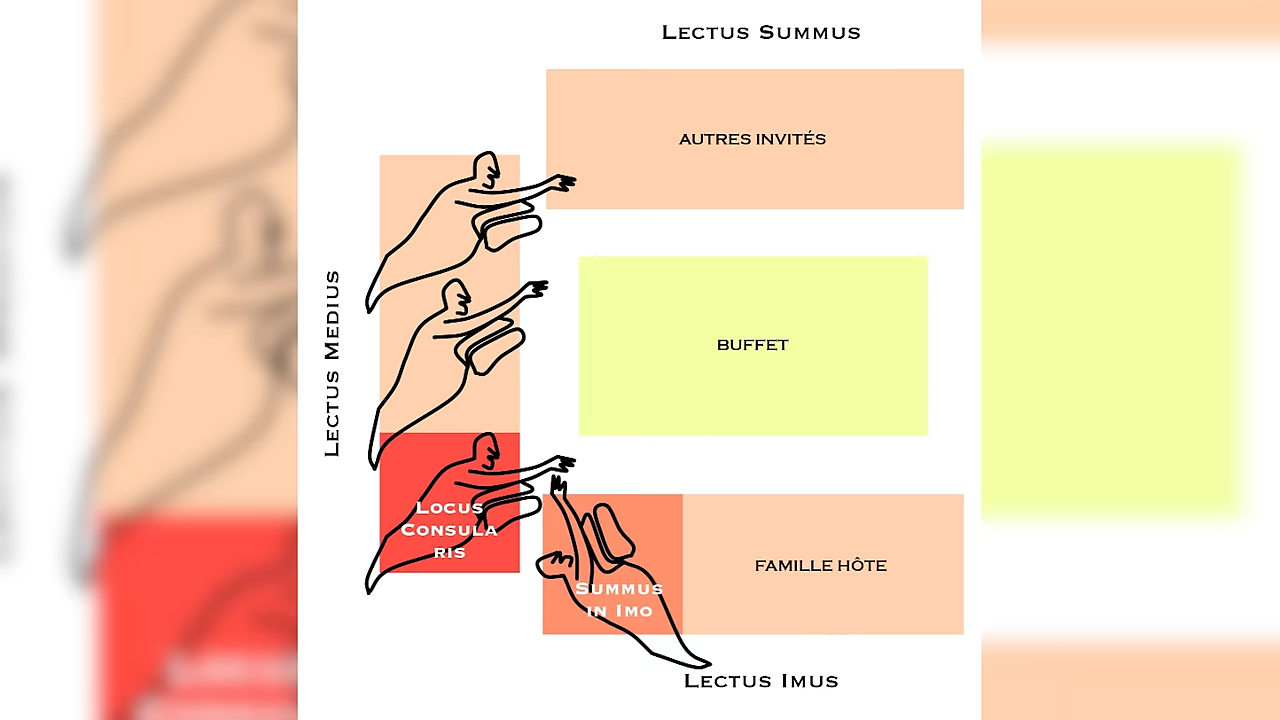 Lectus Summus
AUTRES INVITÉS
Lectus Medius
BUFFET
Locus
Consula
ris
Summus
in Imo
FAMILLE HÔTE
Lectus Imus